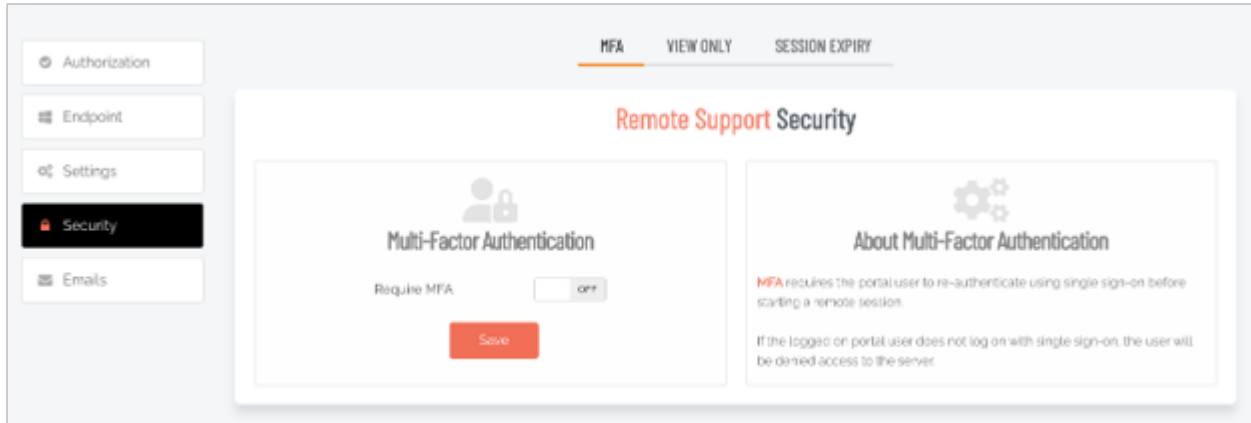 MFA VIEW ONLY SESSION EXPIRY
Authorization
Endpoint
Settings
Security
Emails
Remote Support Security
Multi-Factor Authentication
Require MFA OFF
Save
About Multi-Factor Authentication
MFA requires the portal user to re-authenticate using single sign-on before
starting a remote session.
If the logged on portal user does not log on with single sign-on, the user will
be denied access to the server.